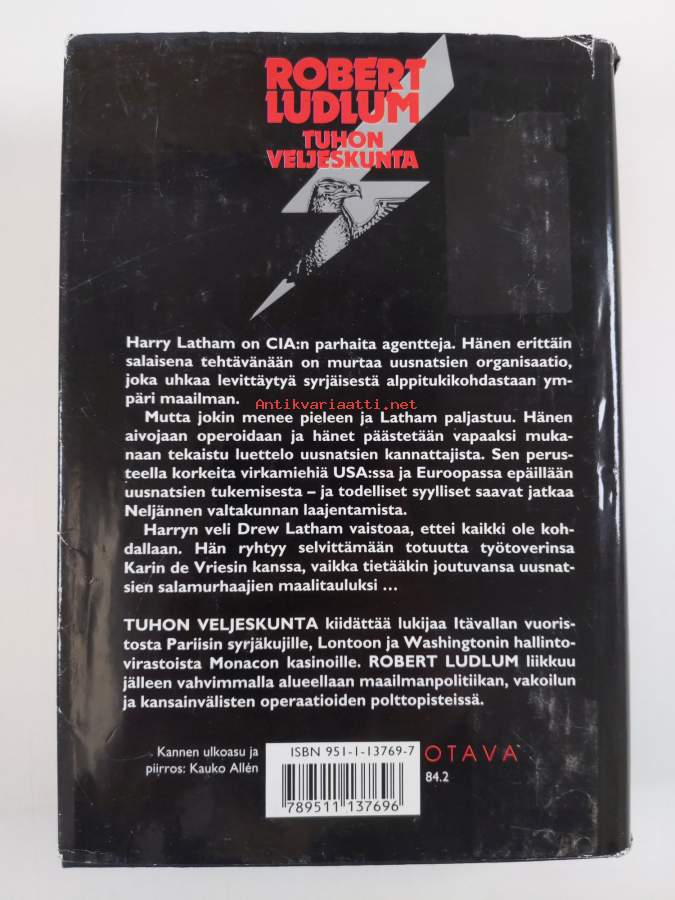 ROBERT
LUDLUM
TUHON
VELJESKUNTA
Harry Latham on CIA:n parhaita agentteja. Hänen erittäin
salaisena tehtävänään on murtaa uusnatsien organisaatio,
joka uhkaa levittäytyä syrjäisestä alppitukikohdastaan ym-
päri maailman.
Antikvariaatti.net
Mutta jokin menee pieleen ja Latham paljastuu. Hänen
aivojaan operoidaan ja hänet päästetään vapaaksi muka-
naan tekaistu luettelo uusnatsien kannattajista. Sen perus-
teella korkeita virkamiehiä USA:ssa ja Euroopassa epäillään
uusnatsien tukemisesta – ja todelliset syylliset saavat jatkaa
Neljännen valtakunnan laajentamista.
Harryn veli Drew Latham vaistoaa, ettei kaikki ole koh-
dallaan. Hän ryhtyy selvittämään totuutta työtoverinsa
Karin de Vriesin kanssa, vaikka tietääkin joutuvansa uusnat-
sien salamurhaajien maalitauluksi ...
TUHON VELJESKUNTA kiidättää lukijaa Itävallan vuoris-
tosta Pariisin syrjäkujille, Lontoon ja Washingtonin hallinto-
virastoista Monacon kasinoille. ROBERT LUDLUM liikkuu
jälleen vahvimmalla alueellaan maailmanpolitiikan, vakoilun
ja kansainvälisten operaatioiden polttopisteissä.
Kannen ulkoasu ja
piirros: Kauko Allén
ISBN 951-1-13769-7
789511 137696
OTAVA
84.2